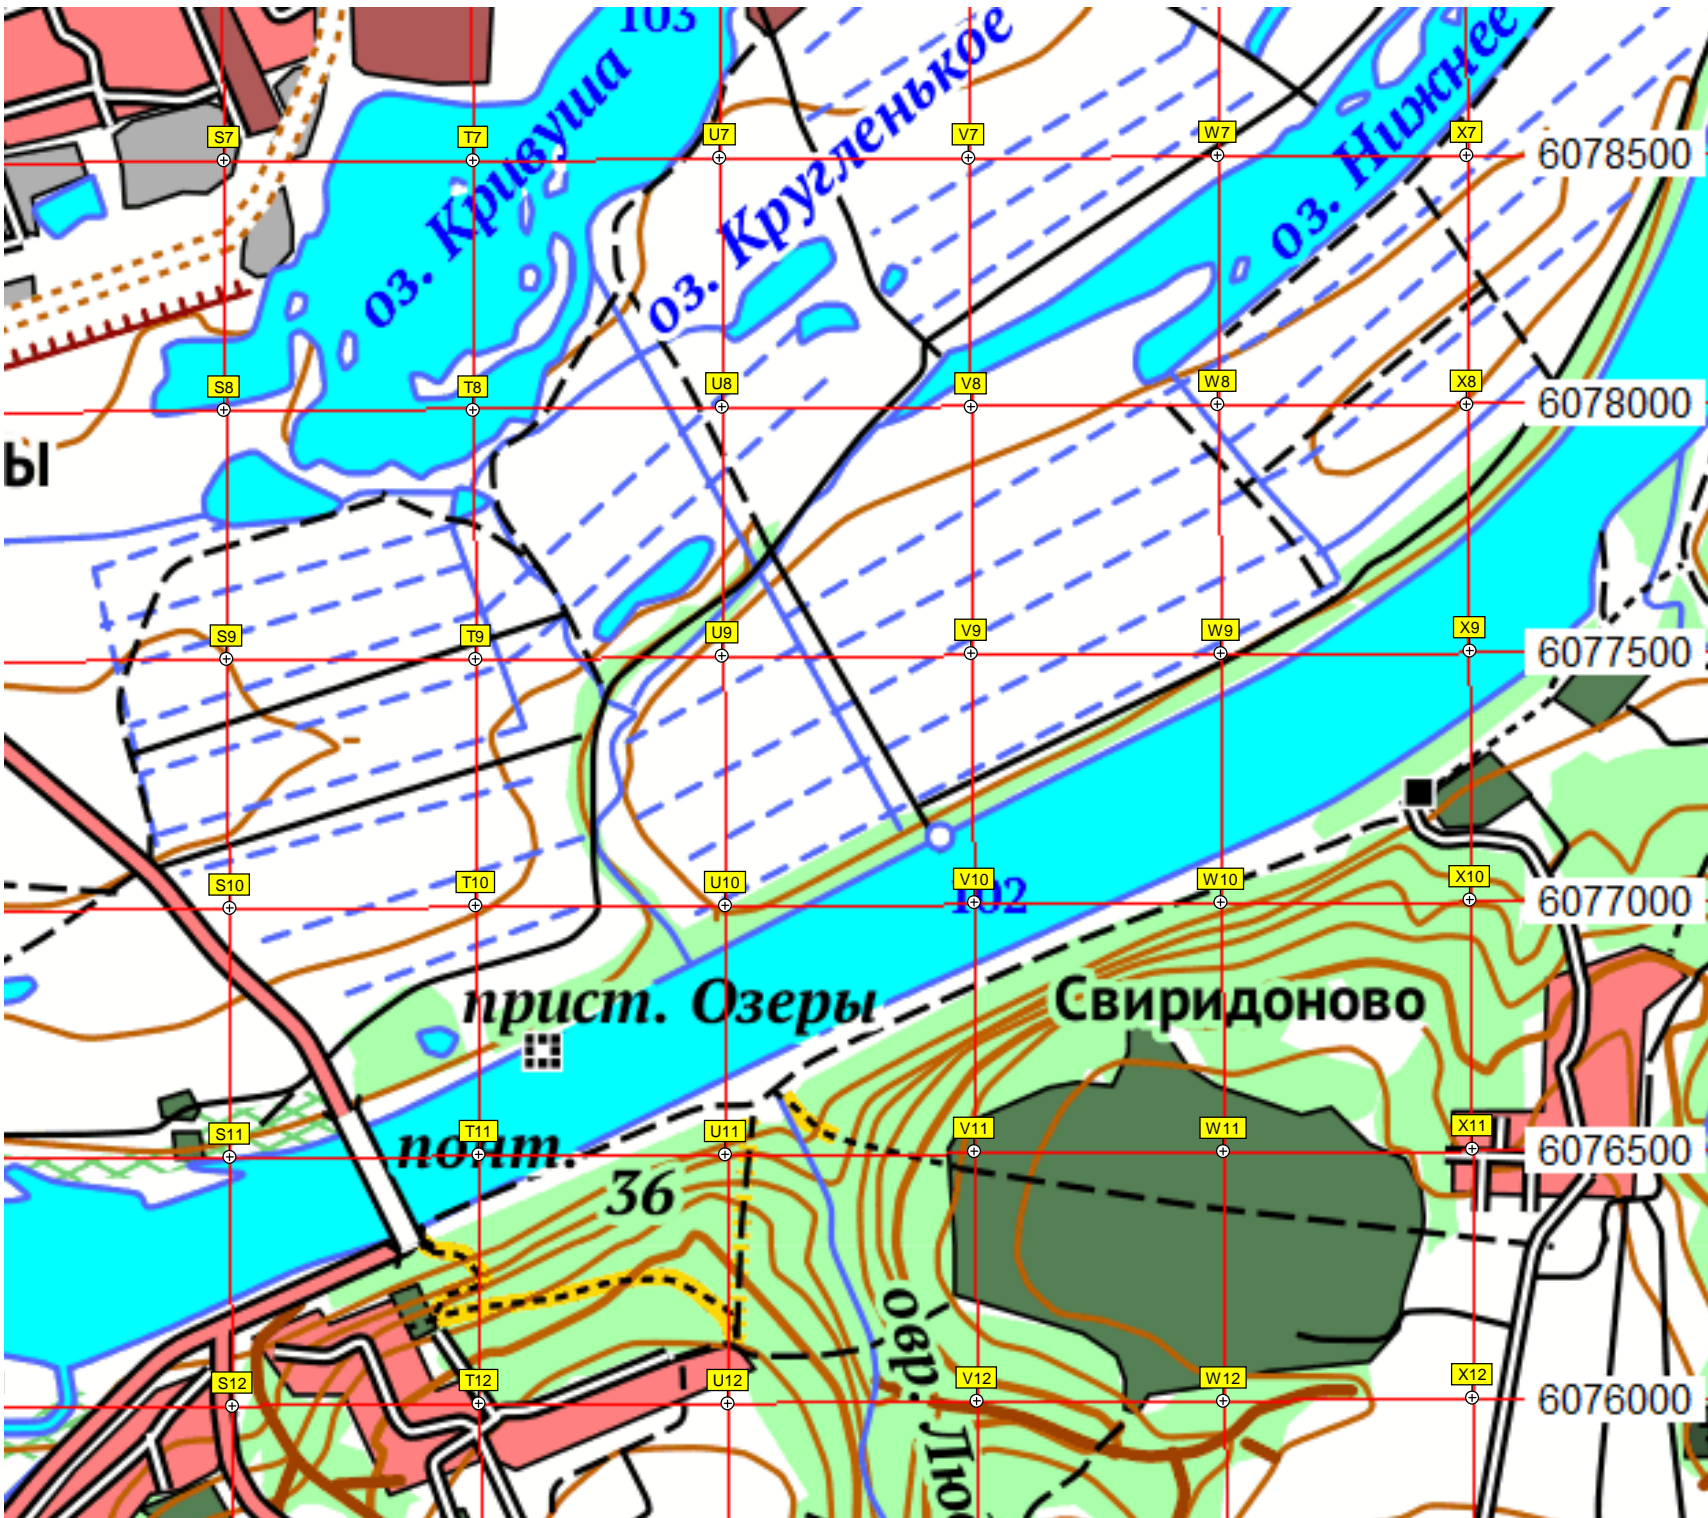 103
оз. Кривуша
оз. Кругленькое
оз. Нижнее
S7 T7 U7 V7 W7 X7 6078500
S8 T8 U8 V8 W8 X8 6078000
ы
S9 T9 U9 V9 W9 X9 6077500
S10 T10 U10 V10 W10 X10 6077000
102
прист. Озеры
Свиридоново
S11 T11 U11 V11 W11 X11 6076500
понт.
36
овр. Лю
S12 T12 U12 V12 W12 X12 6076000